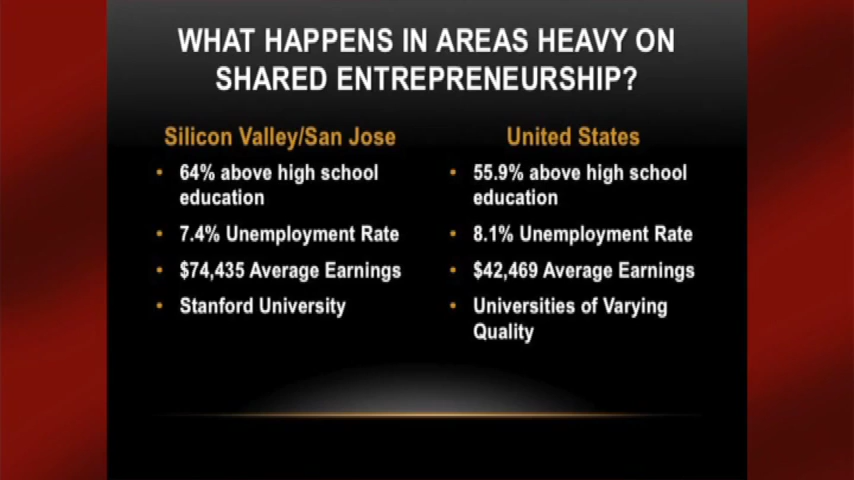 WHAT HAPPENS IN AREAS HEAVY ON
SHARED ENTREPRENEURSHIP?
Silicon Valley/San Jose
• 64% above high school
education
• 7.4% Unemployment Rate
• $74,435 Average Earnings
• Stanford University
United States
• 55.9% above high school
education
• 8.1% Unemployment Rate
• $42,469 Average Earnings
• Universities of Varying
Quality